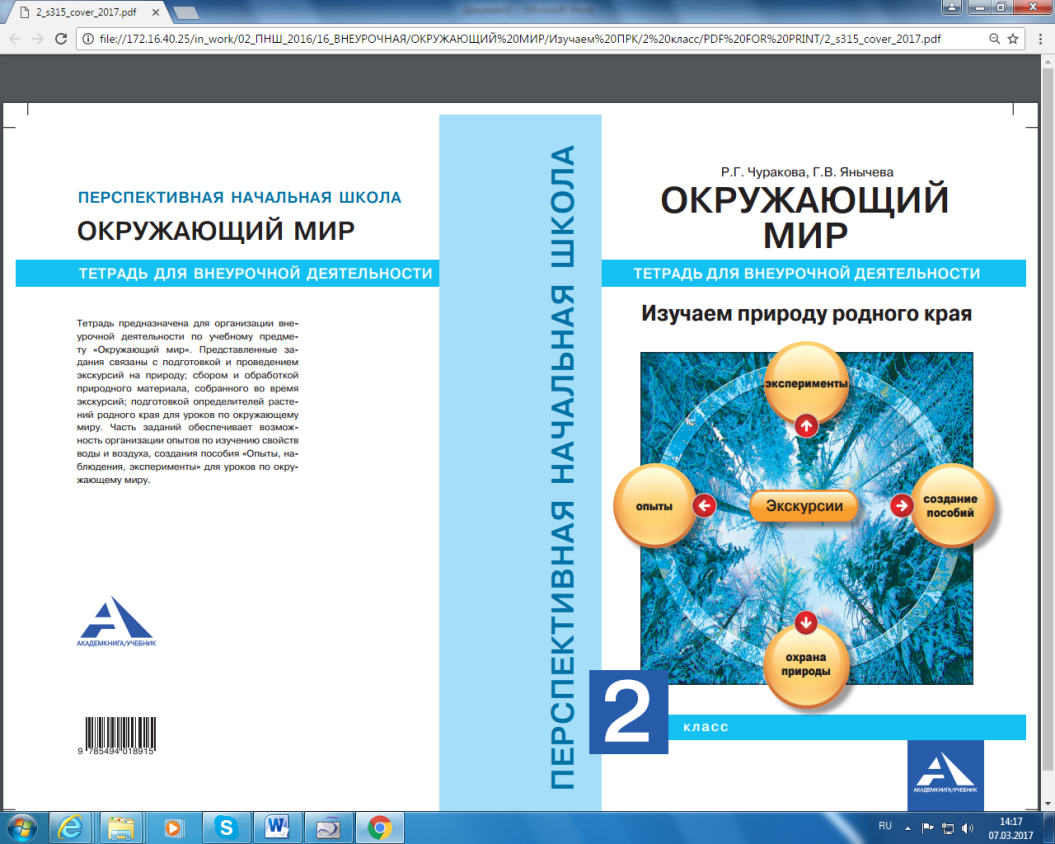 2_s315_cover_2017.pdf
file://172.16.40.25/in_work/02_ПНШ_2016/16_ВНЕУРОЧНАЯ/ОКРУЖАЮЩИЙ%20МИР/Изучаем%20ПРК/2%20класс/PDF%20FOR%20PRINT/2_s315_cover_2017.pdf
ПЕРСПЕКТИВНАЯ НАЧАЛЬНАЯ ШКОЛА
ОКРУЖАЮЩИЙ МИР
ТЕТРАДЬ ДЛЯ ВНЕУРОЧНОЙ ДЕЯТЕЛЬНОСТИ
Тетрадь предназначена для организации вне-
урочной деятельности по учебному предме-
ту «Окружающий мир». Представленные за-
дания связаны с подготовкой и проведением
экскурсий на природу; сбором и обработкой
природного материала, собранного во время
экскурсий; подготовкой определителей расте-
ний родного края для уроков по окружающему
миру. Часть заданий обеспечивает возмож-
ность организации опытов по изучению свойств
воды и воздуха, создания пособия «Опыты, на-
блюдения, эксперименты» для уроков по окру-
жающему миру.
АКАДЕМКНИГА/УЧЕБНИК
9 785494 018915
ПЕРСПЕКТИВНАЯ НАЧАЛЬНАЯ ШКОЛА
Р.Г. Чуракова, Г.В. Янычева
ОКРУЖАЮЩИЙ
МИР
ТЕТРАДЬ ДЛЯ ВНЕУРОЧНОЙ ДЕЯТЕЛЬНОСТИ
Изучаем природу родного края
эксперименты
опыты
Экскурсии
создание
пособий
охрана
природы
2
класс
АКАДЕМКНИГА/УЧЕБНИК
RU
14:17
07.03.2017